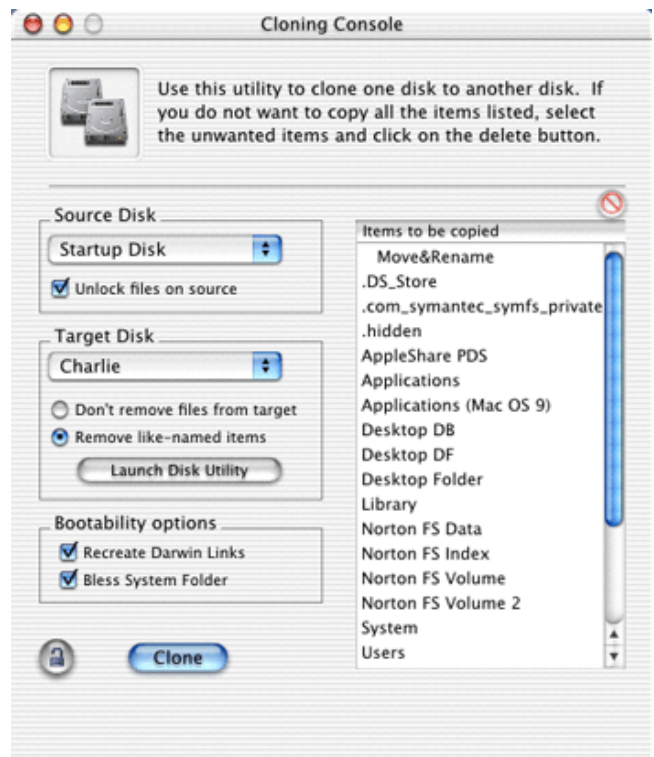 Cloning Console
Use this utility to clone one disk to another disk. If
you do not want to copy all the items listed, select
the unwanted items and click on the delete button.
Source Disk
Startup Disk
Unlock files on source
Target Disk
Charlie
Don't remove files from target
Remove like-named items
Launch Disk Utility
Bootability options
Recreate Darwin Links
Bless System Folder
Clone
Items to be copied
Move&Rename
.DS_Store
.com_symantec_symfs_private
.hidden
AppleShare PDS
Applications
Applications (Mac OS 9)
Desktop DB
Desktop DF
Desktop Folder
Library
Norton FS Data
Norton FS Index
Norton FS Volume
Norton FS Volume 2
System
Users